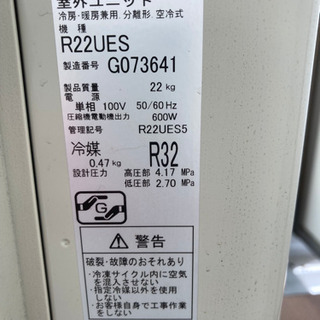 室外ユニット
冷房・暖房兼用 分離形 空冷式
機種
R22UES
製造番号 G073641
製品質量 22 kg
電源
単相 100V 50/60 Hz
圧縮機電動機出力 600W
管理記号 R22UES5
冷媒 R32
0.47 kg
設計圧力 高圧部 4.17 MPa
低圧部 2.70 MPa
G
警告
破裂・故障のおそれあり
・冷凍サイクル内に空気
を混入させない
・指定冷媒以外を使用
しない
・お客様自身で工事作業
をしない